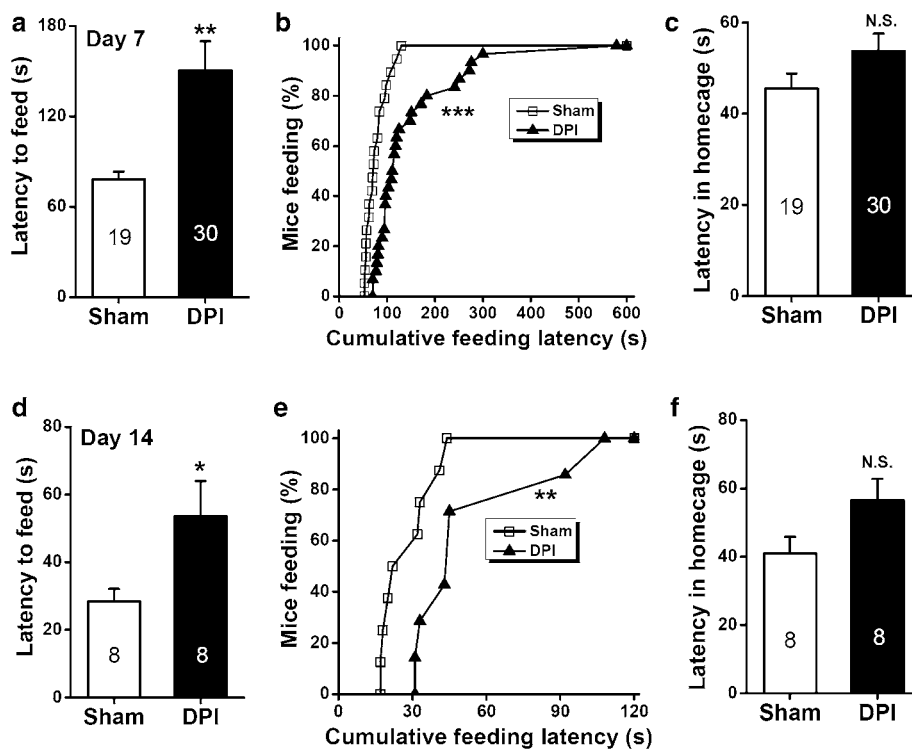 a
Day 7
**
Latency to feed (s)
180
120
60
0
19
30
Sham
DPI
b
Mice feeding (%)
100
80
60
40
20
0
***
Sham
DPI
0 100 200 300 400 500 600
Cumulative feeding latency (s)
c
N.S.
Latency in homecage (s)
60
40
20
0
19
30
Sham
DPI
d
Day 14
*
Latency to feed (s)
80
60
40
20
0
8
8
Sham
DPI
e
Mice feeding (%)
100
80
60
40
20
0
**
Sham
DPI
0 30 60 90 120
Cumulative feeding latency (s)
f
N.S.
Latency in homecage (s)
80
60
40
20
0
8
8
Sham
DPI